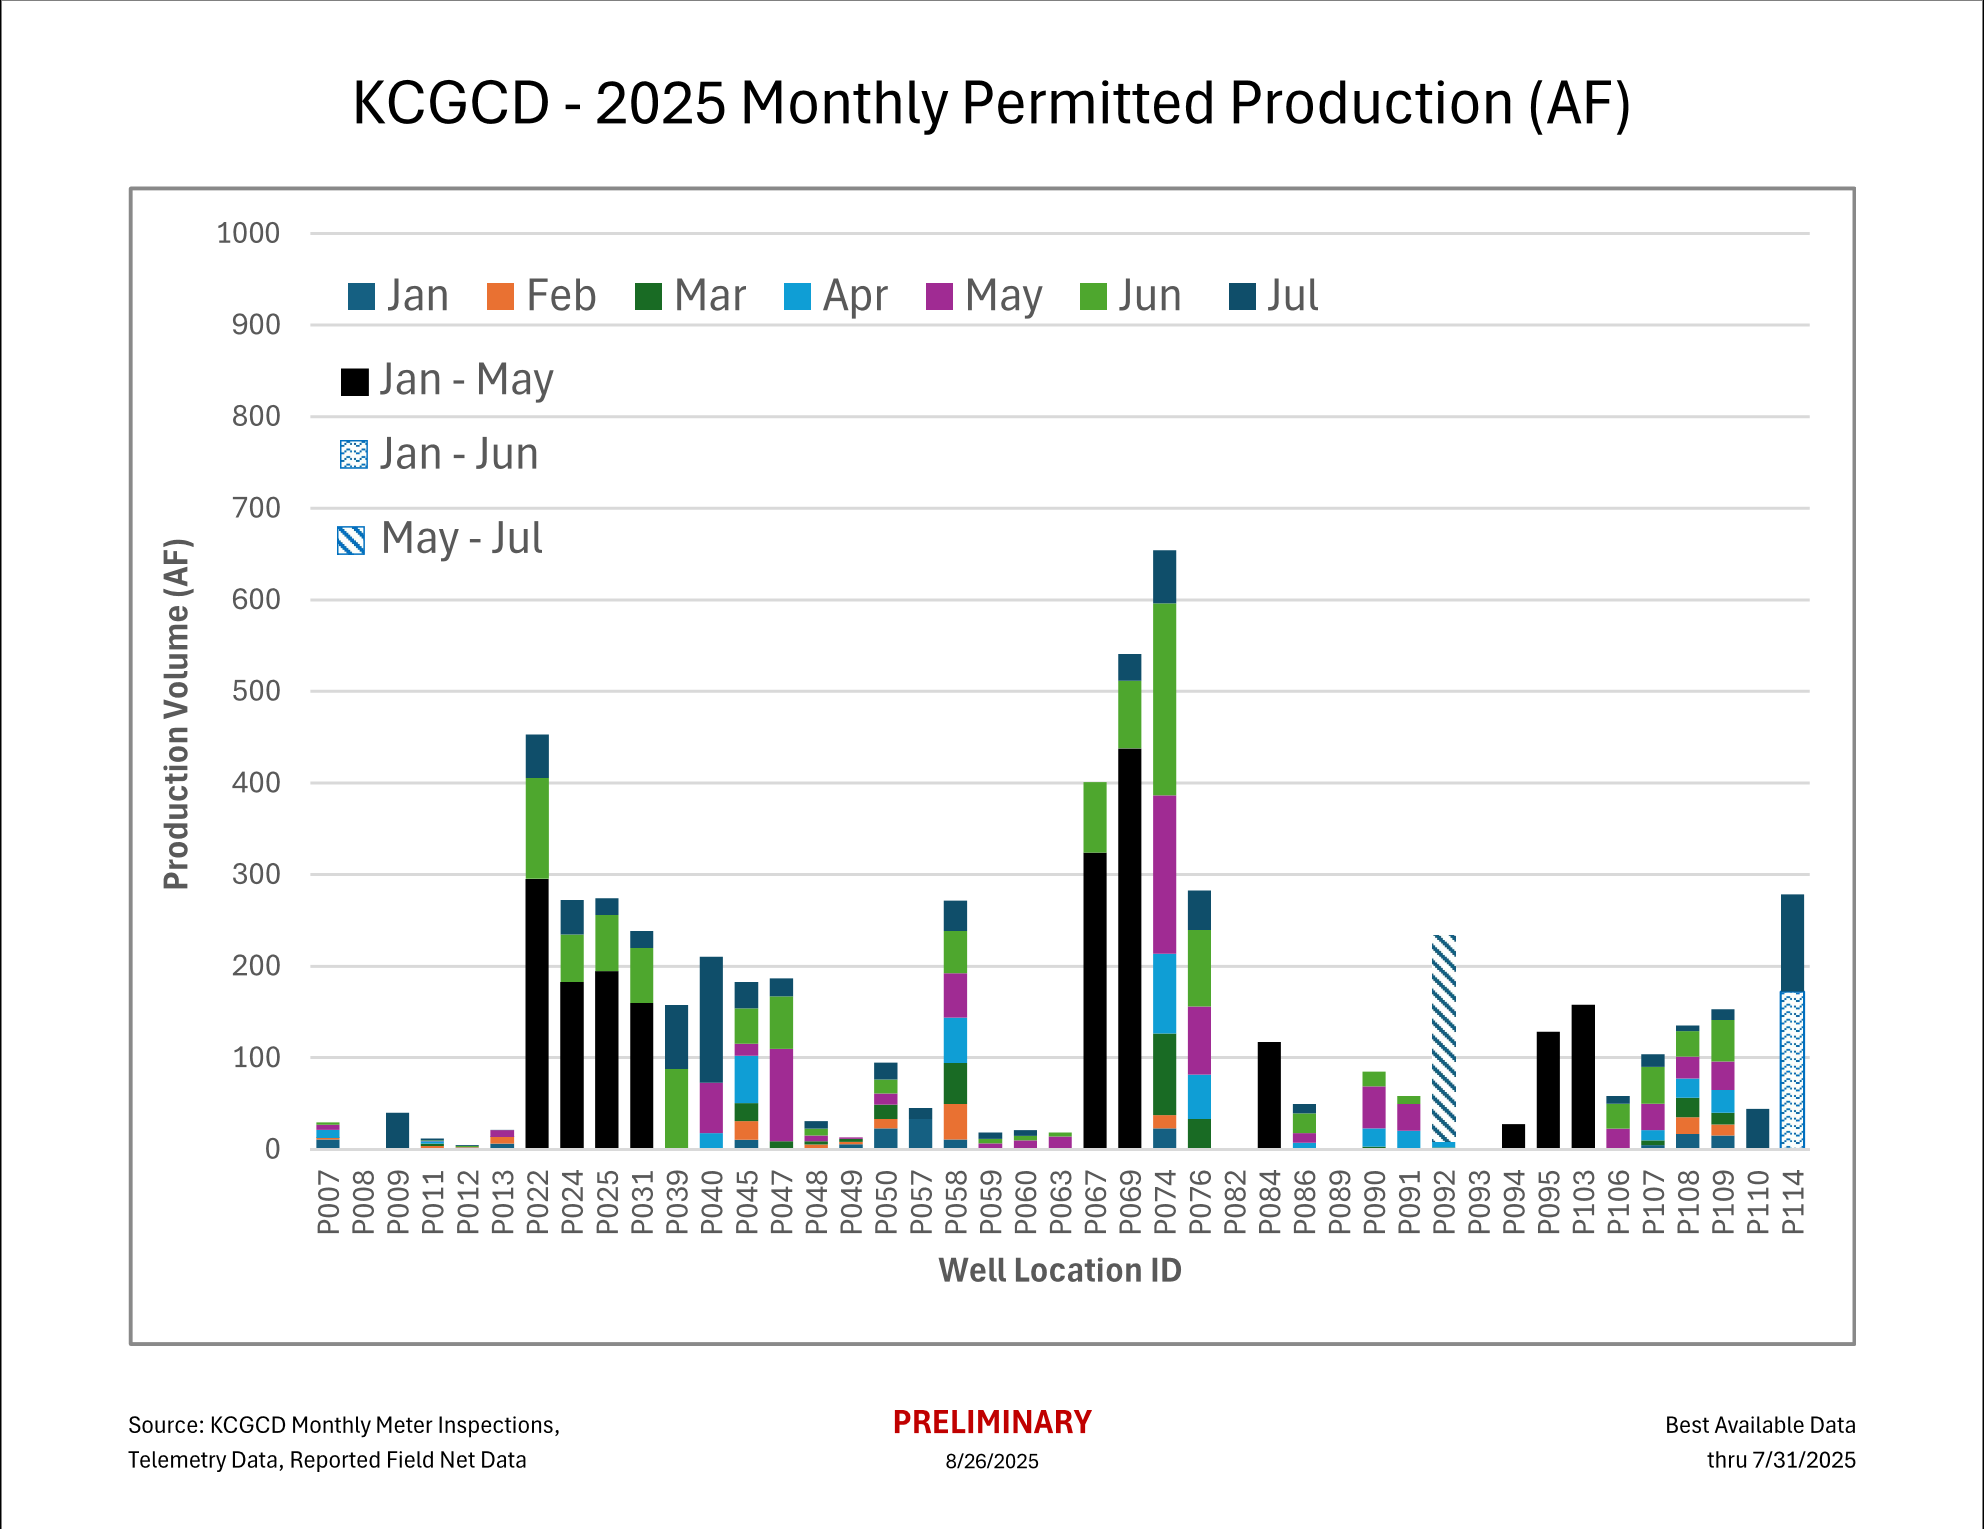 KCGCD - 2025 Monthly Permitted Production (AF)
1000
Jan Feb Mar Apr May Jun Jul
900
Jan - May
800
Jan - Jun
700
May - Jul
600
500
400
300
200
100
0
Production Volume (AF)
P007 P008 P009 P011 P012 P013 P022 P024 P025 P031 P039 P040 P045 P047 P048 P049 P050 P057 P058 P059 P060 P063 P067 P069 P074 P076 P082 P084 P086 P089 P090 P091 P092 P093 P094 P095 P103 P106 P107 P108 P109 P110 P114
Well Location ID
Source: KCGCD Monthly Meter Inspections,
Telemetry Data, Reported Field Net Data
PRELIMINARY
8/26/2025
Best Available Data
thru 7/31/2025